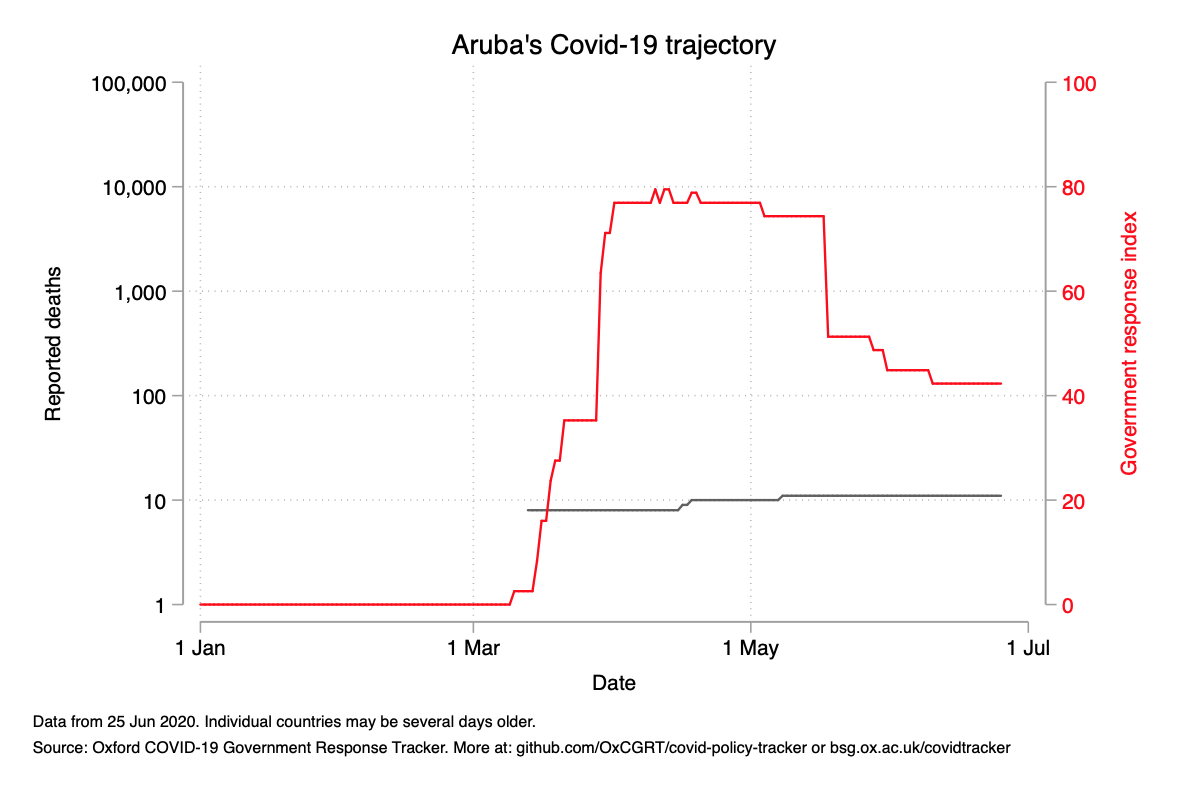 Aruba's Covid-19 trajectory
100,000
10,000
1,000
100
10
1
Reported deaths
100
80
60
40
20
0
Government response index
1 Jan
1 Mar
1 May
1 Jul
Date
Data from 25 Jun 2020. Individual countries may be several days older.
Source: Oxford COVID-19 Government Response Tracker. More at: github.com/OxCGRT/covid-policy-tracker or bsg.ox.ac.uk/covidtracker